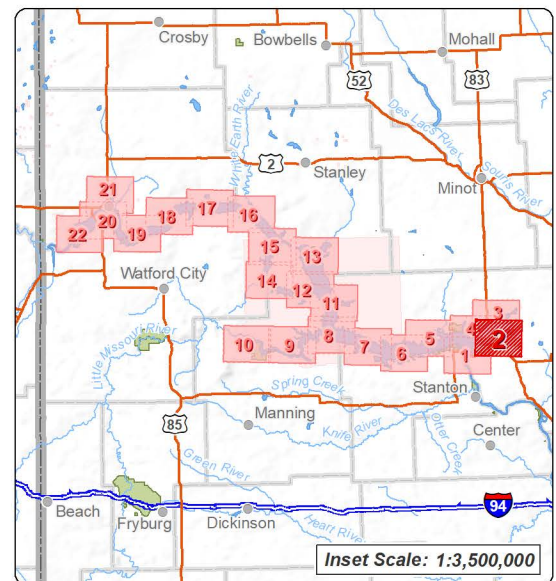 Crosby
Bowbells
Mohall
52
83
Des Lacs River
White Earth River
2
Stanley
Minot
Souris River
21
17
18
16
20
22
19
15
13
14
12
Watford City
11
3
Little Missouri River
8
5
4
2
10
9
7
6
1
Spring Creek
Stanton
Manning
Knife River
Otter Creek
Center
85
Green River
94
Beach
Fryburg
Dickinson
Heart River
Inset Scale: 1:3,500,000